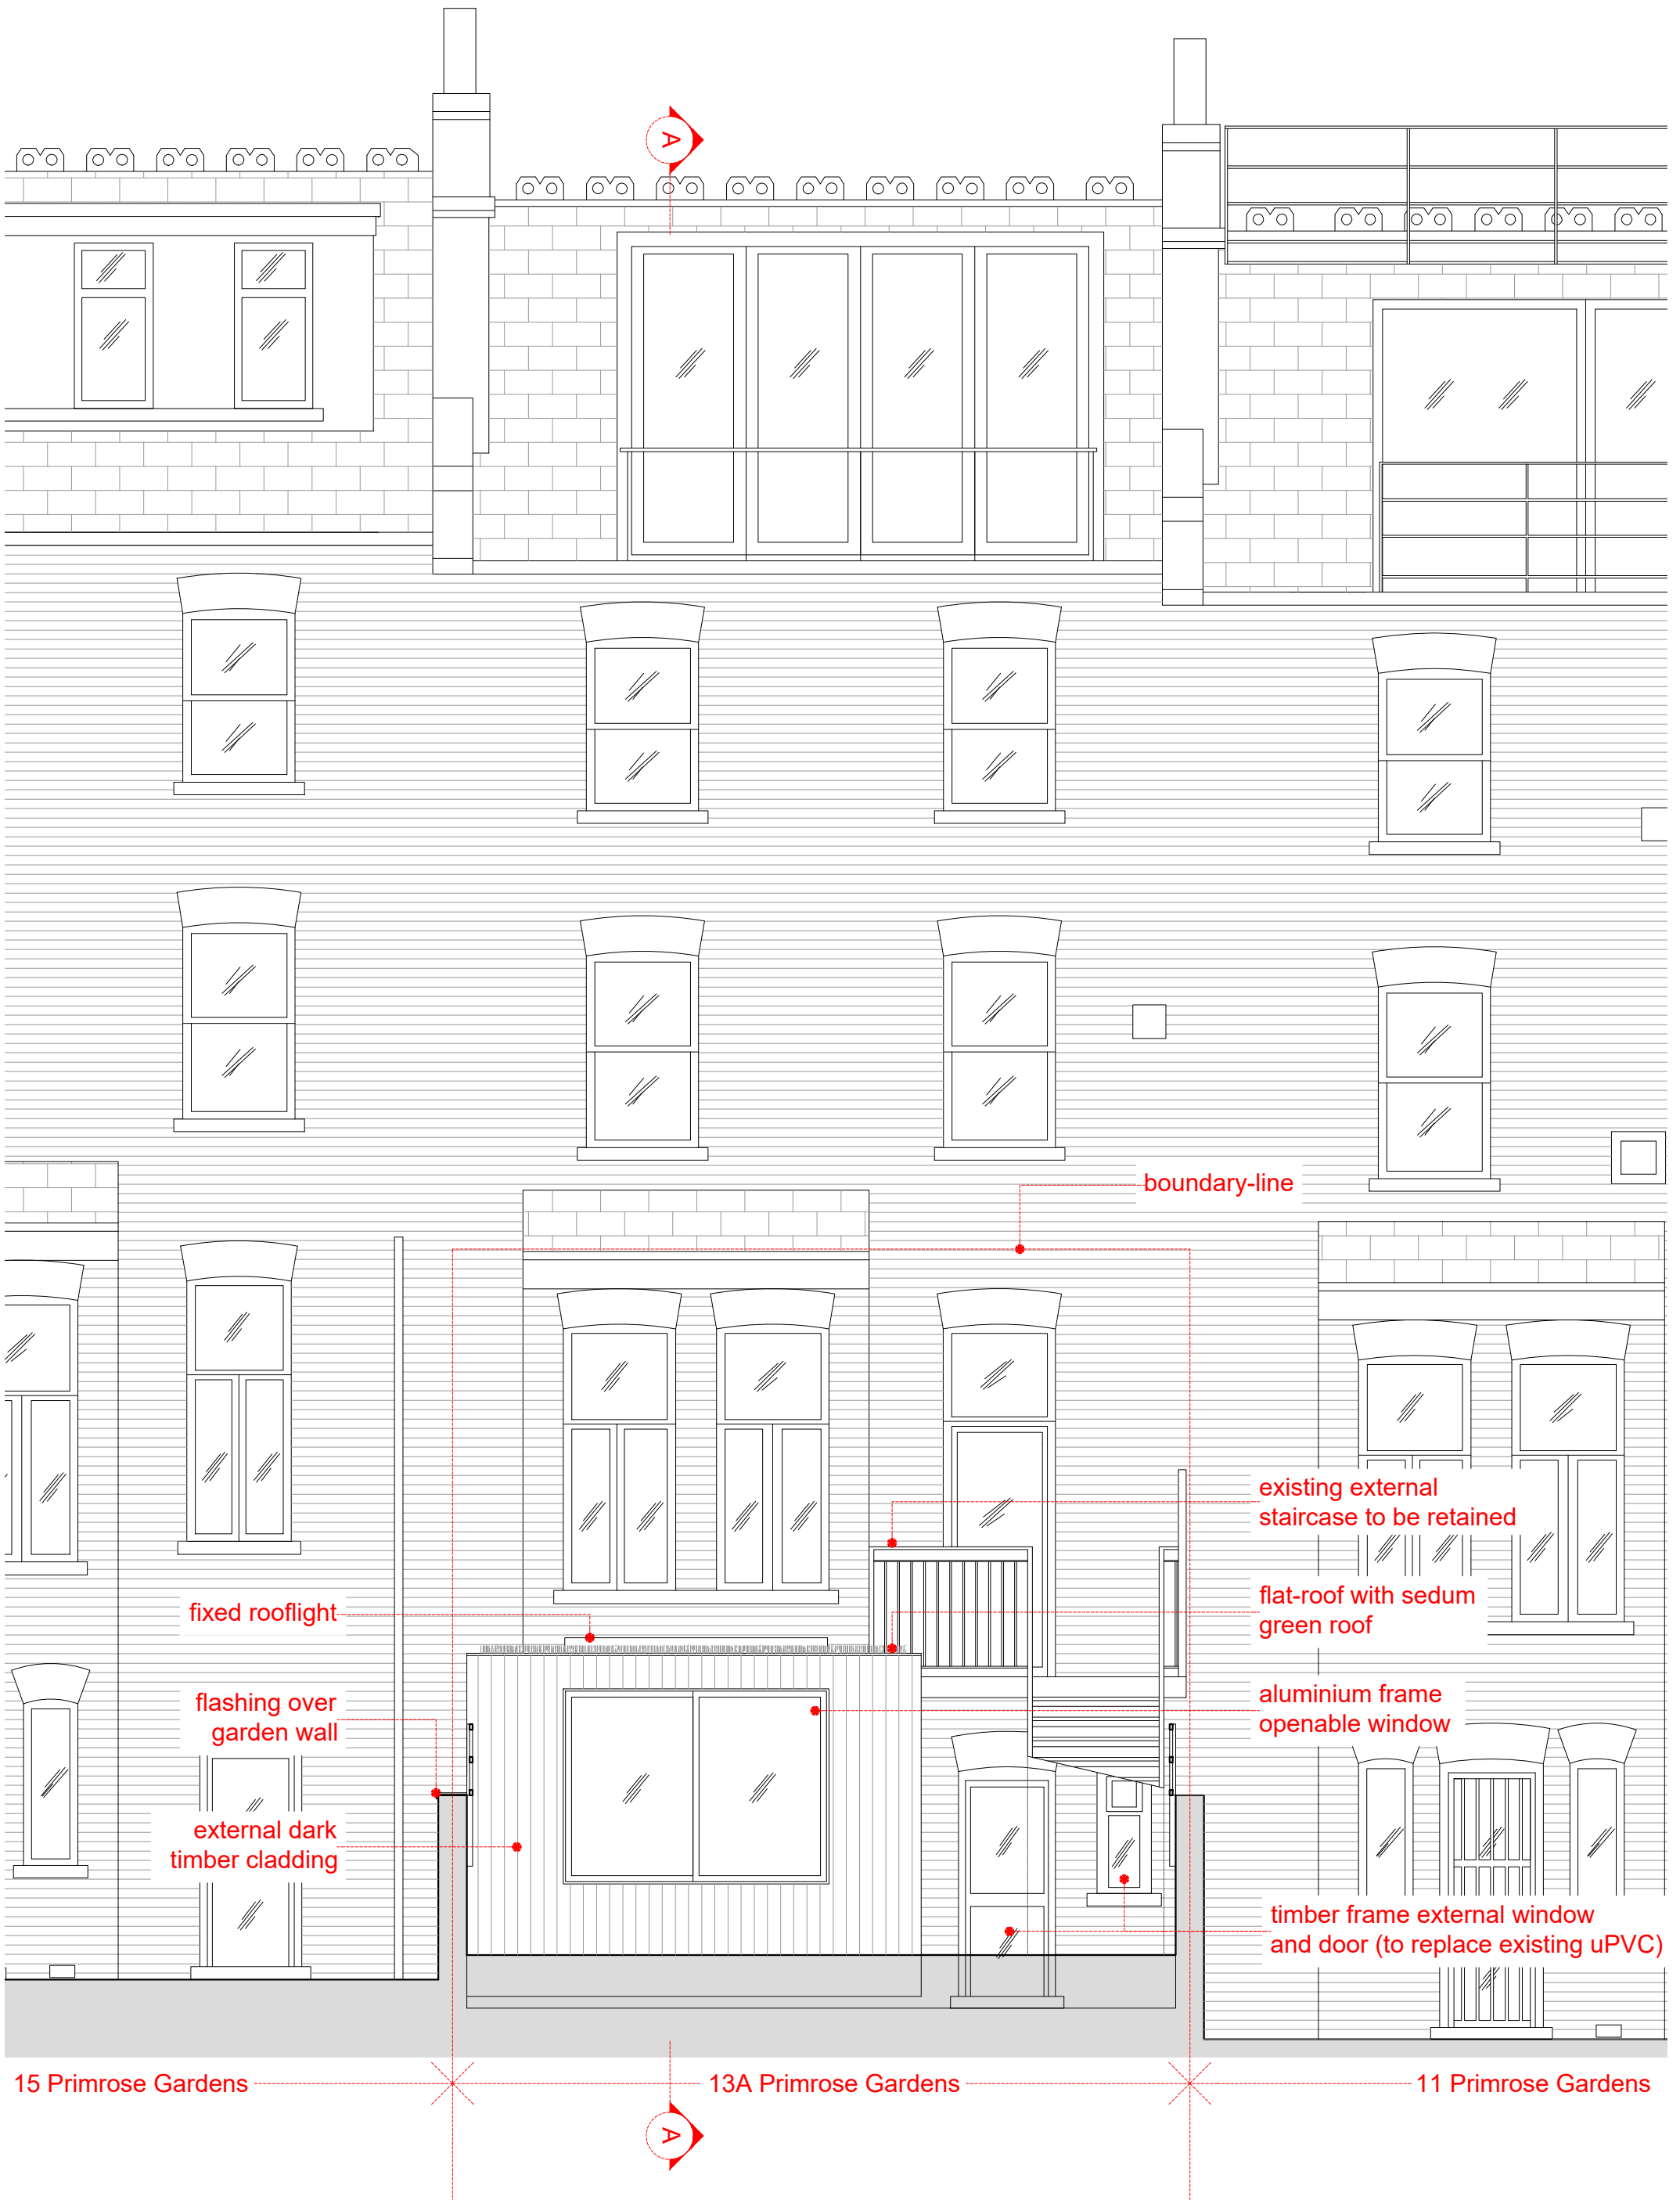 A
boundary-line
existing external
staircase to be retained
flat-roof with sedum
green roof
fixed rooflight
aluminium frame
openable window
flashing over
garden wall
external dark
timber cladding
timber frame external window
and door (to replace existing uPVC)
15 Primrose Gardens
13A Primrose Gardens
11 Primrose Gardens
A